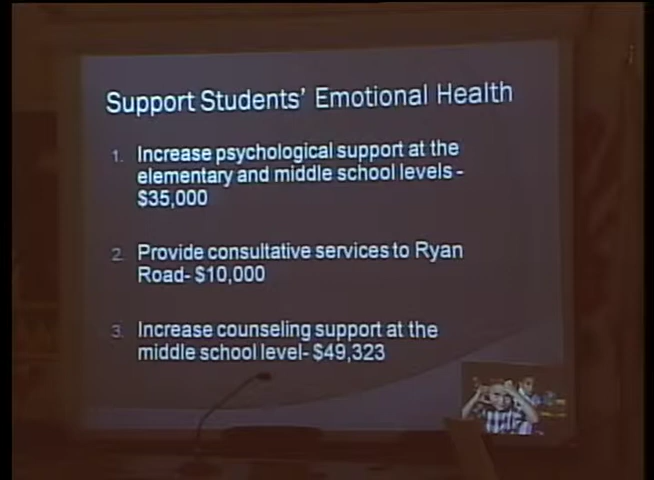 Support Students' Emotional Health
1. Increase psychological support at the
elementary and middle school levels -
$35,000
2. Provide consultative services to Ryan
Road- $10,000
3. Increase counseling support at the
middle school level- $49,323